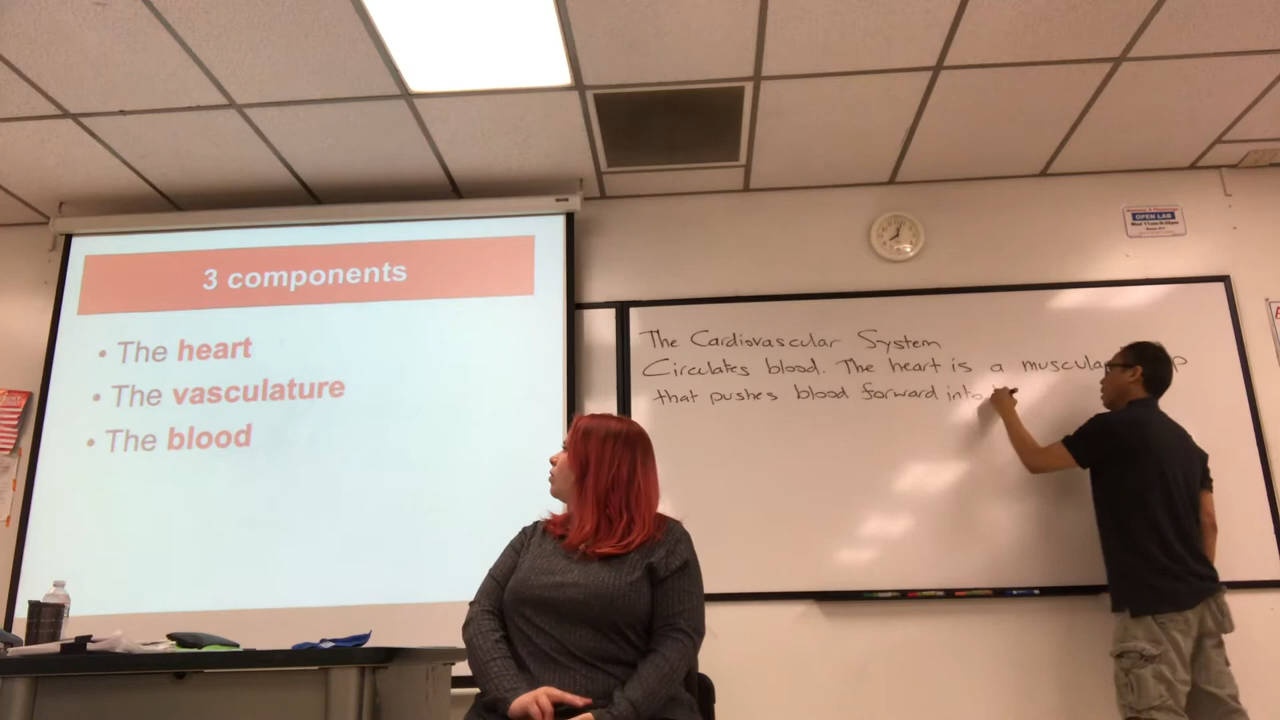 3 components
• The heart
• The vasculature
• The blood
The Cardiovascular System
Circulates blood. The heart is a muscula
that pushes blood forward into
OPEN LAB